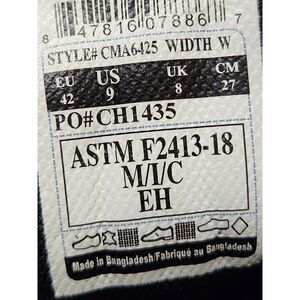 8 47816 07886 7
STYLE# CMA6425 WIDTH W
EU US UK CM
42 9 8 27
PO# CH1435
ASTM F2413-18
M/I/C
EH
Made in Bangladesh/Fabriqué au Bangladesh